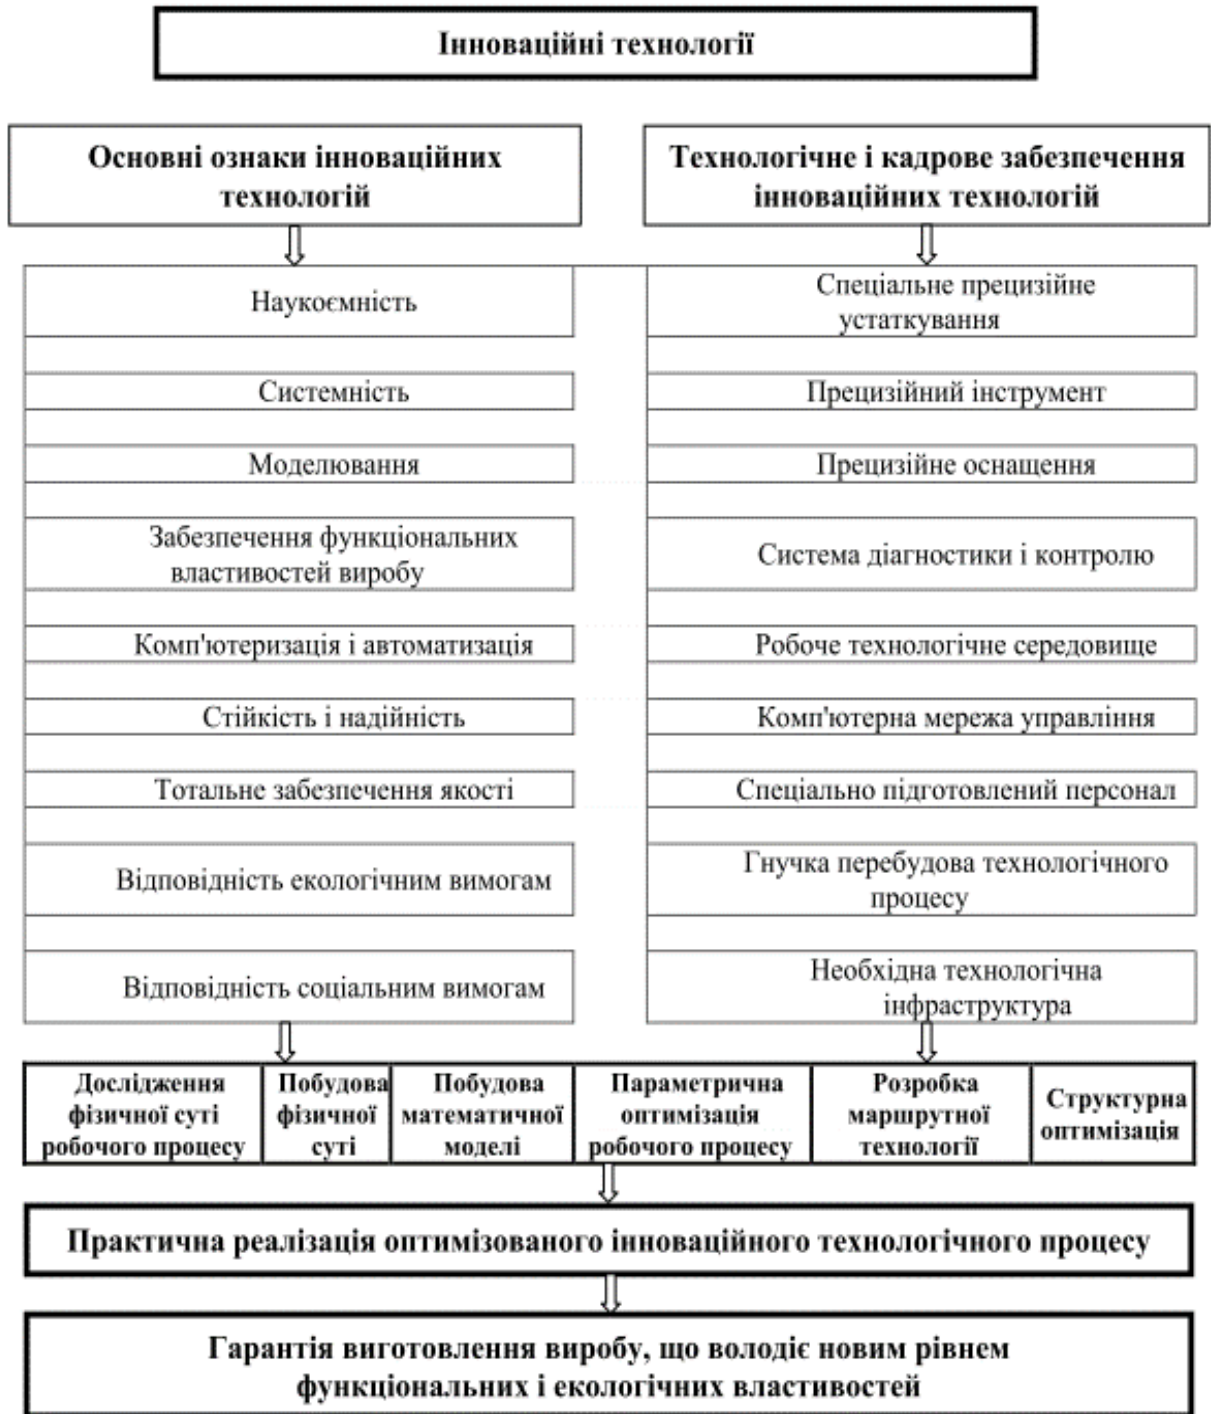 Інноваційні технології
Основні ознаки інноваційних
технологій
Технологічне і кадрове забезпечення
інноваційних технологій
Наукоємність
Системність
Моделювання
Забезпечення функціональних
властивостей виробу
Комп'ютеризація і автоматизація
Стійкість і надійність
Тотальне забезпечення якості
Відповідність екологічним вимогам
Відповідність соціальним вимогам
Спеціальне прецизійне
устаткування
Прецизійний інструмент
Прецизійне оснащення
Система діагностики і контролю
Робоче технологічне середовище
Комп'ютерна мережа управління
Спеціально підготовлений персонал
Гнучка перебудова технологічного
процесу
Необхідна технологічна
інфраструктура
Дослідження
фізичної суті
робочого процесу
Побудова
фізичної
суті
Побудова
математичної
моделі
Параметрична
оптимізація
робочого процесу
Розробка
маршрутної
технології
Структурна
оптимізація
Практична реалізація оптимізованого інноваційного технологічного процесу
Гарантія виготовлення виробу, що володіє новим рівнем
функціональних і екологічних властивостей